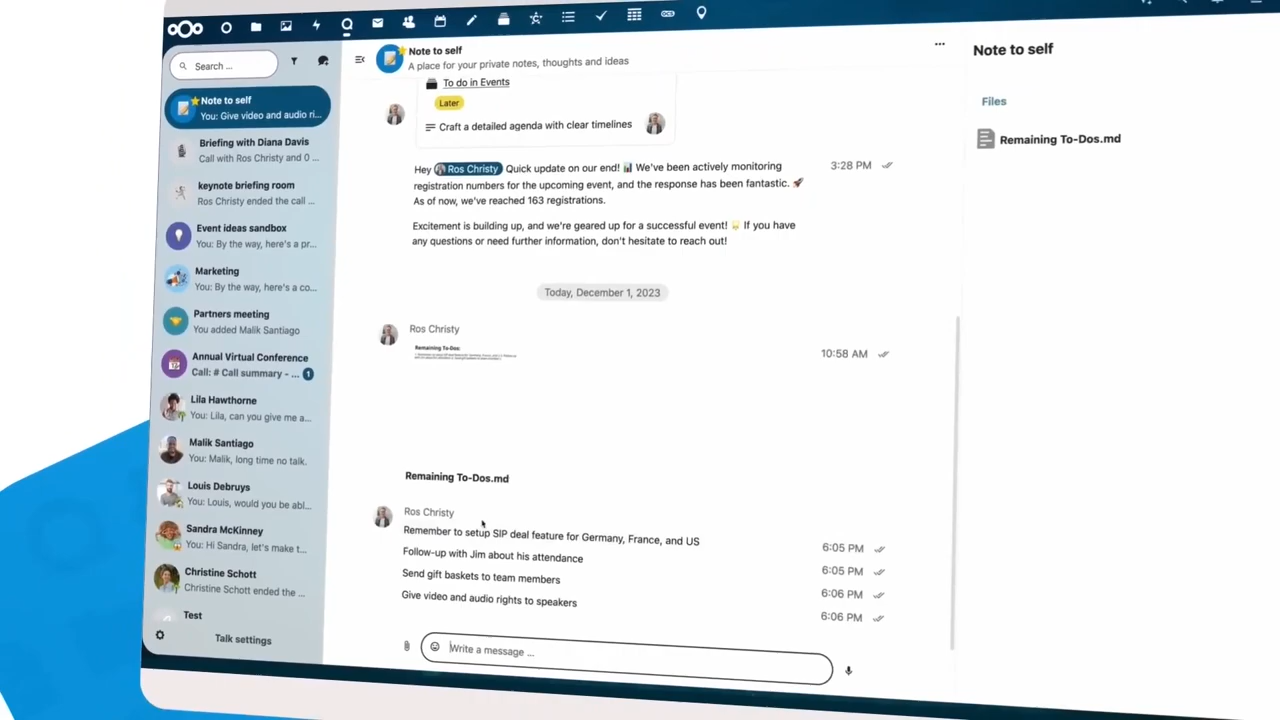 Search ...
Note to self
You: Give video and audio ri...
Briefing with Diana Davis
Call with Ros Christy and 0 ...
keynote briefing room
Ros Christy ended the call ...
Event ideas sandbox
You: By the way, here's a pr...
Marketing
You: By the way, here's a co...
Partners meeting
You added Malik Santiago
Annual Virtual Conference
Call: # Call summary - ... 1
Lila Hawthorne
You: Lila, can you give me a...
Malik Santiago
You: Malik, long time no talk.
Louis Debruys
You: Louis, would you be abl...
Sandra McKinney
You: Hi Sandra, let's make t...
Christine Schott
Christine Schott ended the ...
Test
Talk settings
Note to self
A place for your private notes, thoughts and ideas
To do in Events
Later
Craft a detailed agenda with clear timelines
Hey Ros Christy Quick update on our end! 📊 We've been actively monitoring
3:28 PM
registration numbers for the upcoming event, and the response has been fantastic. 🚀
As of now, we've reached 163 registrations.
Excitement is building up, and we're geared up for a successful event! 🌟 If you have
any questions or need further information, don't hesitate to reach out!
Today, December 1, 2023
Ros Christy
Remaining To-Dos:
10:58 AM
Remaining To-Dos.md
Ros Christy
Remember to setup SIP deal feature for Germany, France, and US
6:05 PM
Follow-up with Jim about his attendance
6:05 PM
Send gift baskets to team members
6:06 PM
Give video and audio rights to speakers
6:06 PM
Write a message ...
Note to self
Files
Remaining To-Dos.md